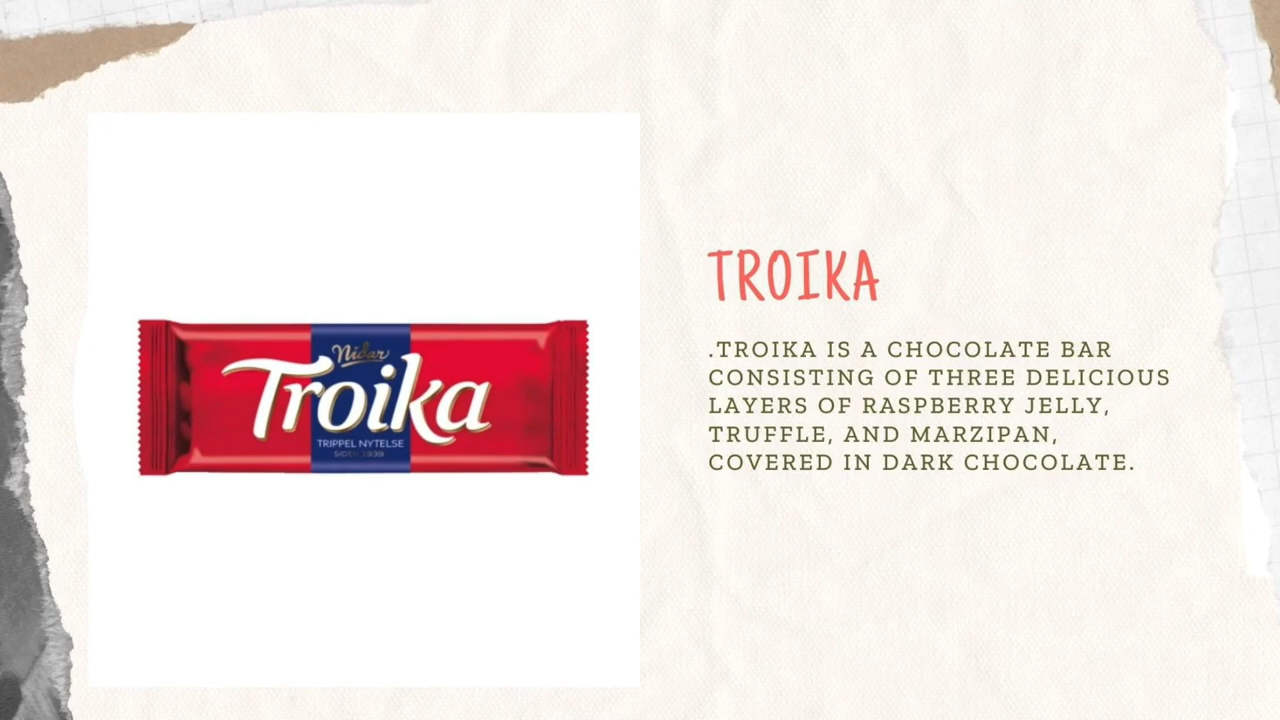 Nidar
Troika
TRIPPEL NYTELSE
SIDEN 1939
TROIKA
.TROIKA IS A CHOCOLATE BAR
CONSISTING OF THREE DELICIOUS
LAYERS OF RASPBERRY JELLY,
TRUFFLE, AND MARZIPAN,
COVERED IN DARK CHOCOLATE.